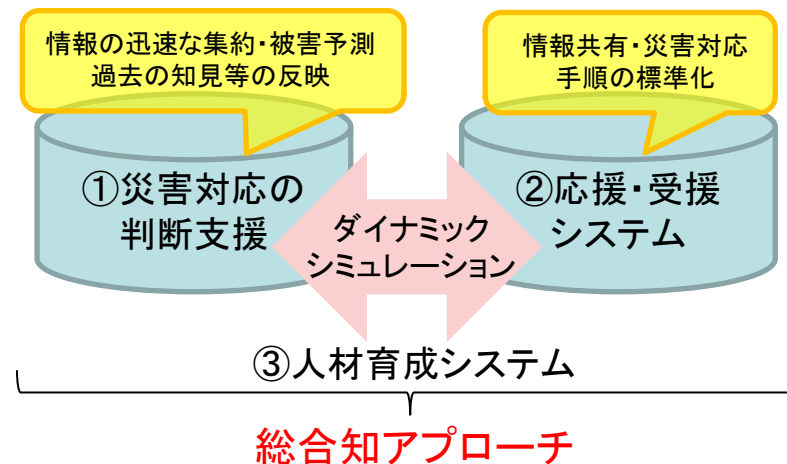 情報の迅速な集約・被害予測
過去の知見等の反映
情報共有・災害対応
手順の標準化
①災害対応の
判断支援
ダイナミック
シミュレーション
②応援・受援
システム
③人材育成システム
総合知アプローチ